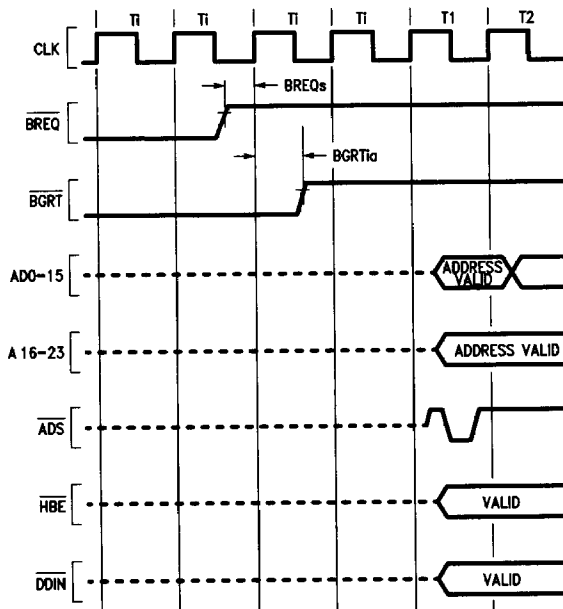 Ti Ti Ti Ti T1 T2
CLK
BREQs
BREQ
BGRTia
BGRT
AD0-15
ADDRESS
VALID
A16-23
ADDRESS VALID
ADS
HBE
VALID
DDIN
VALID